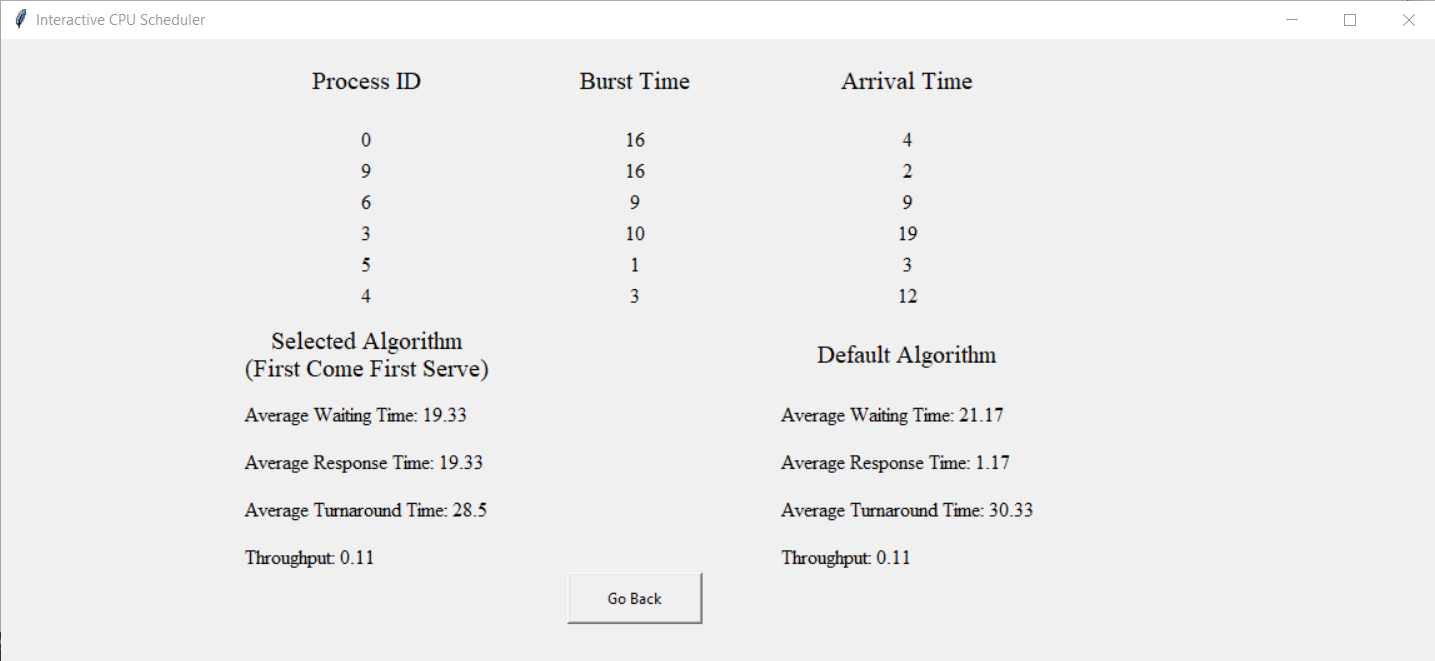 Interactive CPU Scheduler
Process ID Burst Time Arrival Time
0 16 4
9 16 2
6 9 9
3 10 19
5 1 3
4 3 12
Selected Algorithm
(First Come First Serve)
Default Algorithm
Average Waiting Time: 19.33 Average Waiting Time: 21.17
Average Response Time: 19.33 Average Response Time: 1.17
Average Turnaround Time: 28.5 Average Turnaround Time: 30.33
Throughput: 0.11 Throughput: 0.11
Go Back